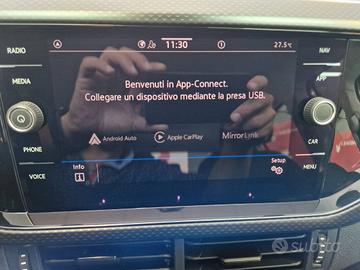 RADIO
11:30
27.5°C
NAV
MEDIA
APP
Benvenuti in App-Connect.
Collegare un dispositivo mediante la presa USB.
PHONE
CAR
Android Auto
Apple CarPlay
MirrorLink
VOICE
Info
Setup
MENU
subito